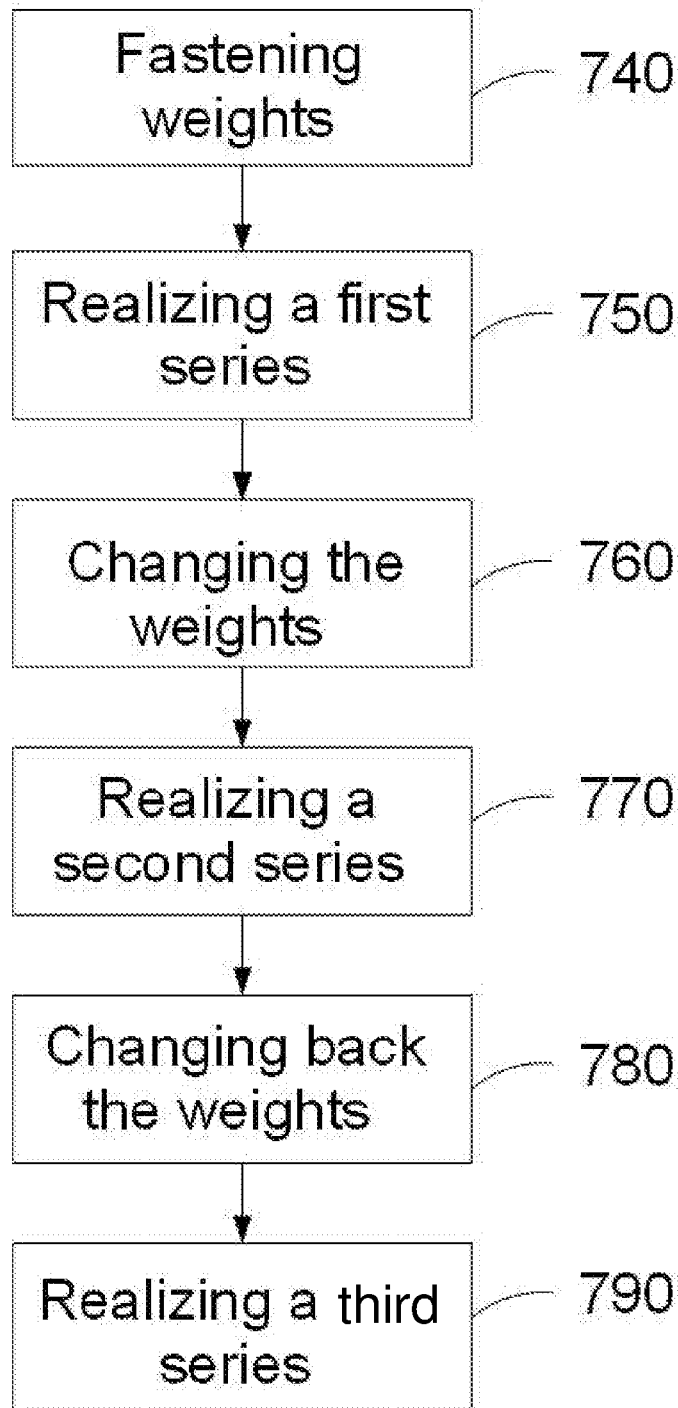 Fastening
weights
740
Realizing a first
series
750
Changing the
weights
760
Realizing a
second series
770
Changing back
the weights
780
Realizing a third
series
790